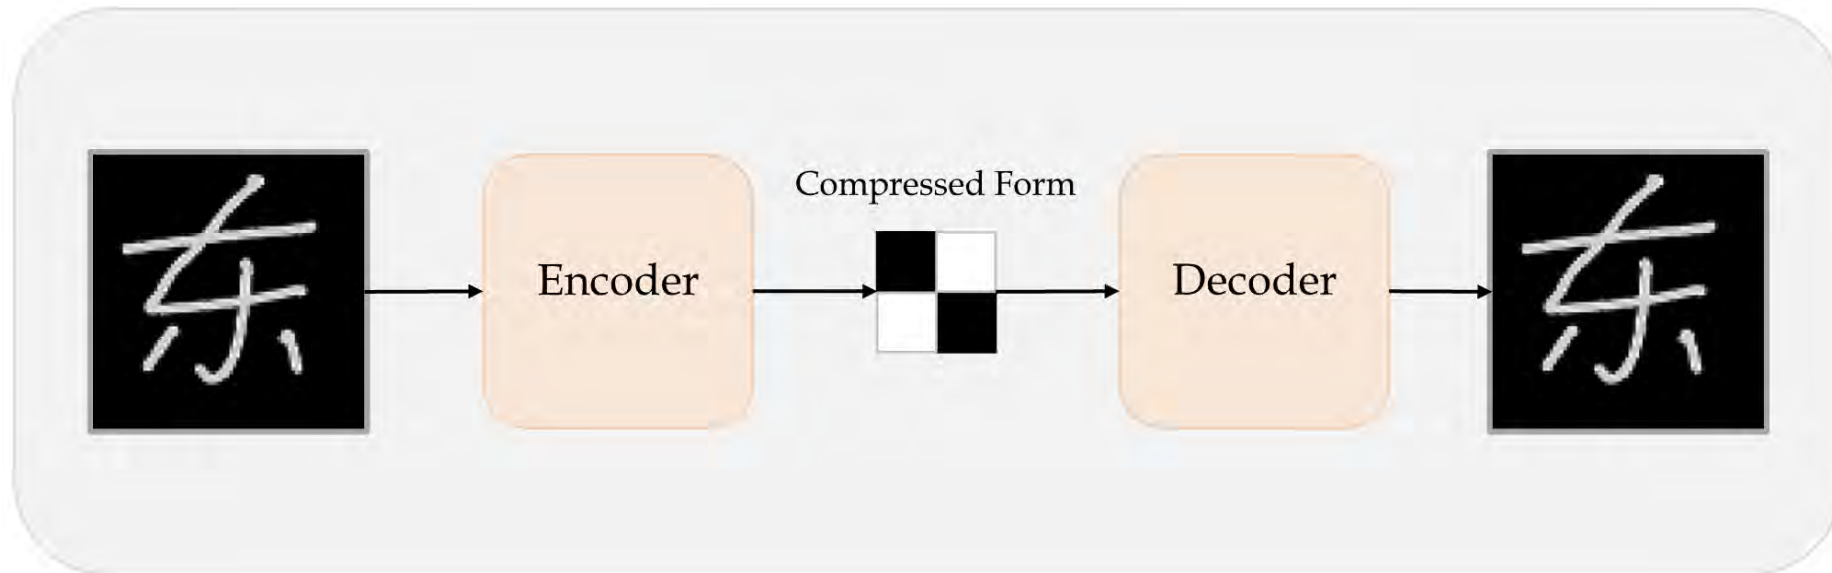 东
Encoder
Compressed Form
Decoder
东